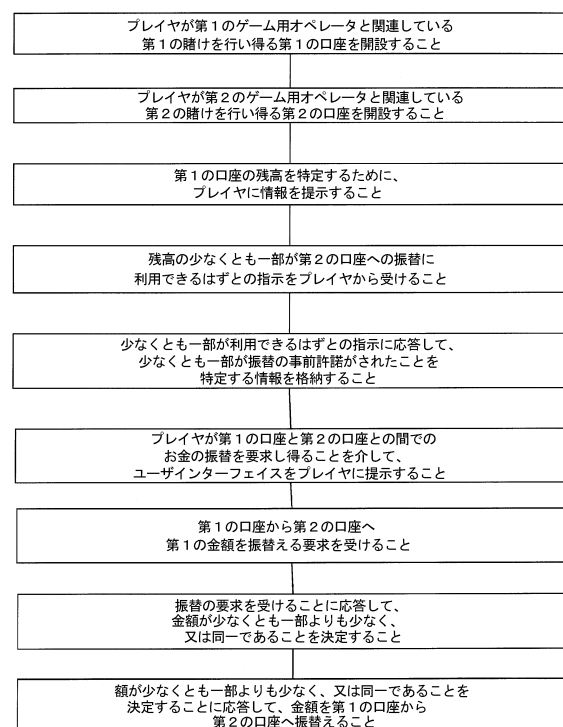 プレイヤが第1のゲーム用オペレータと関連している
第1の賭けを行い得る第1の口座を開設すること
プレイヤが第2のゲーム用オペレータと関連している
第2の賭けを行い得る第2の口座を開設すること
第1の口座の残高を特定するために、
プレイヤに情報を提示すること
残高の少なくとも一部が第2の口座への振替に
利用できるはずとの指示をプレイヤから受けること
少なくとも一部が利用できるはずとの指示に応答して、
少なくとも一部が振替の事前許諾がされたことを
特定する情報を格納すること
プレイヤが第1の口座と第2の口座との間での
お金の振替を要求し得ることを介して、
ユーザインターフェイスをプレイヤに提示すること
第1の口座から第2の口座へ
第1の金額を振替える要求を受けること
振替の要求を受けることに応答して、
金額が少なくとも一部よりも少なく、
又は同一であることを決定すること
額が少なくとも一部よりも少なく、又は同一であることを
決定することに応答して、金額を第1の口座から
第2の口座へ振替えること